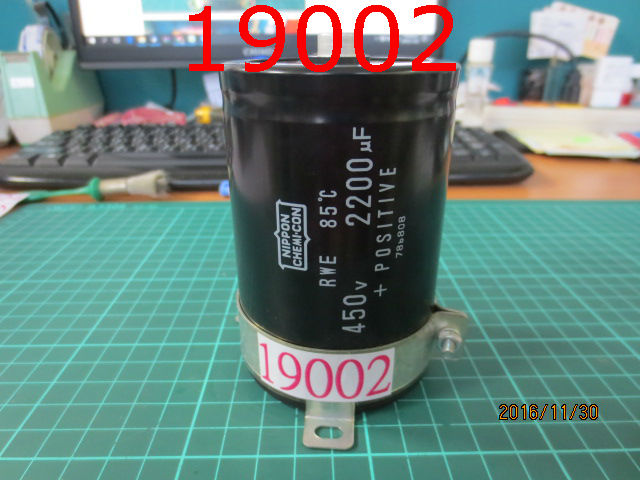 19002
NIPPON
CHEMI-CON
RWE 85℃
450V 2200µF
+ POSITIVE
78b808
19002
2016/11/30